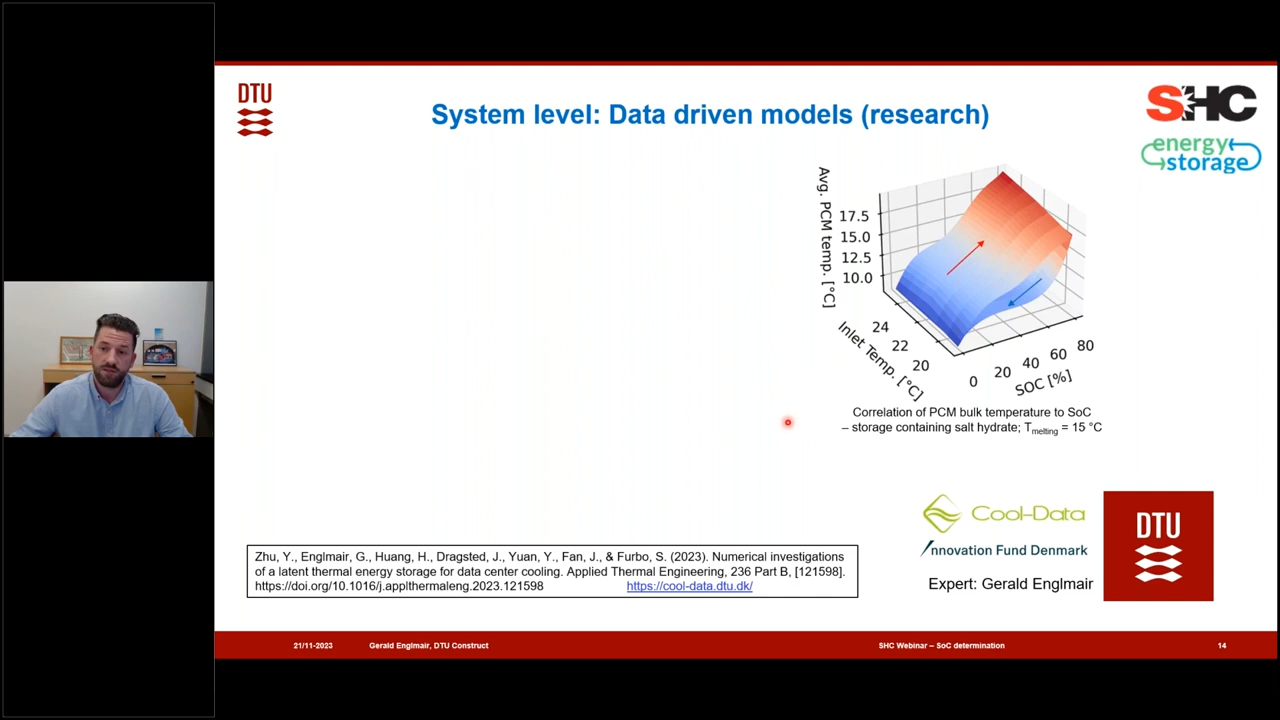 DTU
System level: Data driven models (research)
SHC
energy
storage
Avg. PCM temp. [°C]
17.5
15.0
12.5
10.0
Inlet Temp. [°C]
24
22
20
0
20
40
60
80
SOC [%]
Correlation of PCM bulk temperature to SoC
– storage containing salt hydrate; Tmelting = 15 °C
Cool-Data
Innovation Fund Denmark
Expert: Gerald Englmair
DTU
Zhu, Y., Englmair, G., Huang, H., Dragsted, J., Yuan, Y., Fan, J., & Furbo, S. (2023). Numerical investigations
of a latent thermal energy storage for data center cooling. Applied Thermal Engineering, 236 Part B, [121598].
https://doi.org/10.1016/j.applthermaleng.2023.121598 https://cool-data.dtu.dk/
21/11-2023 Gerald Englmair, DTU Construct SHC Webinar – SoC determination 14